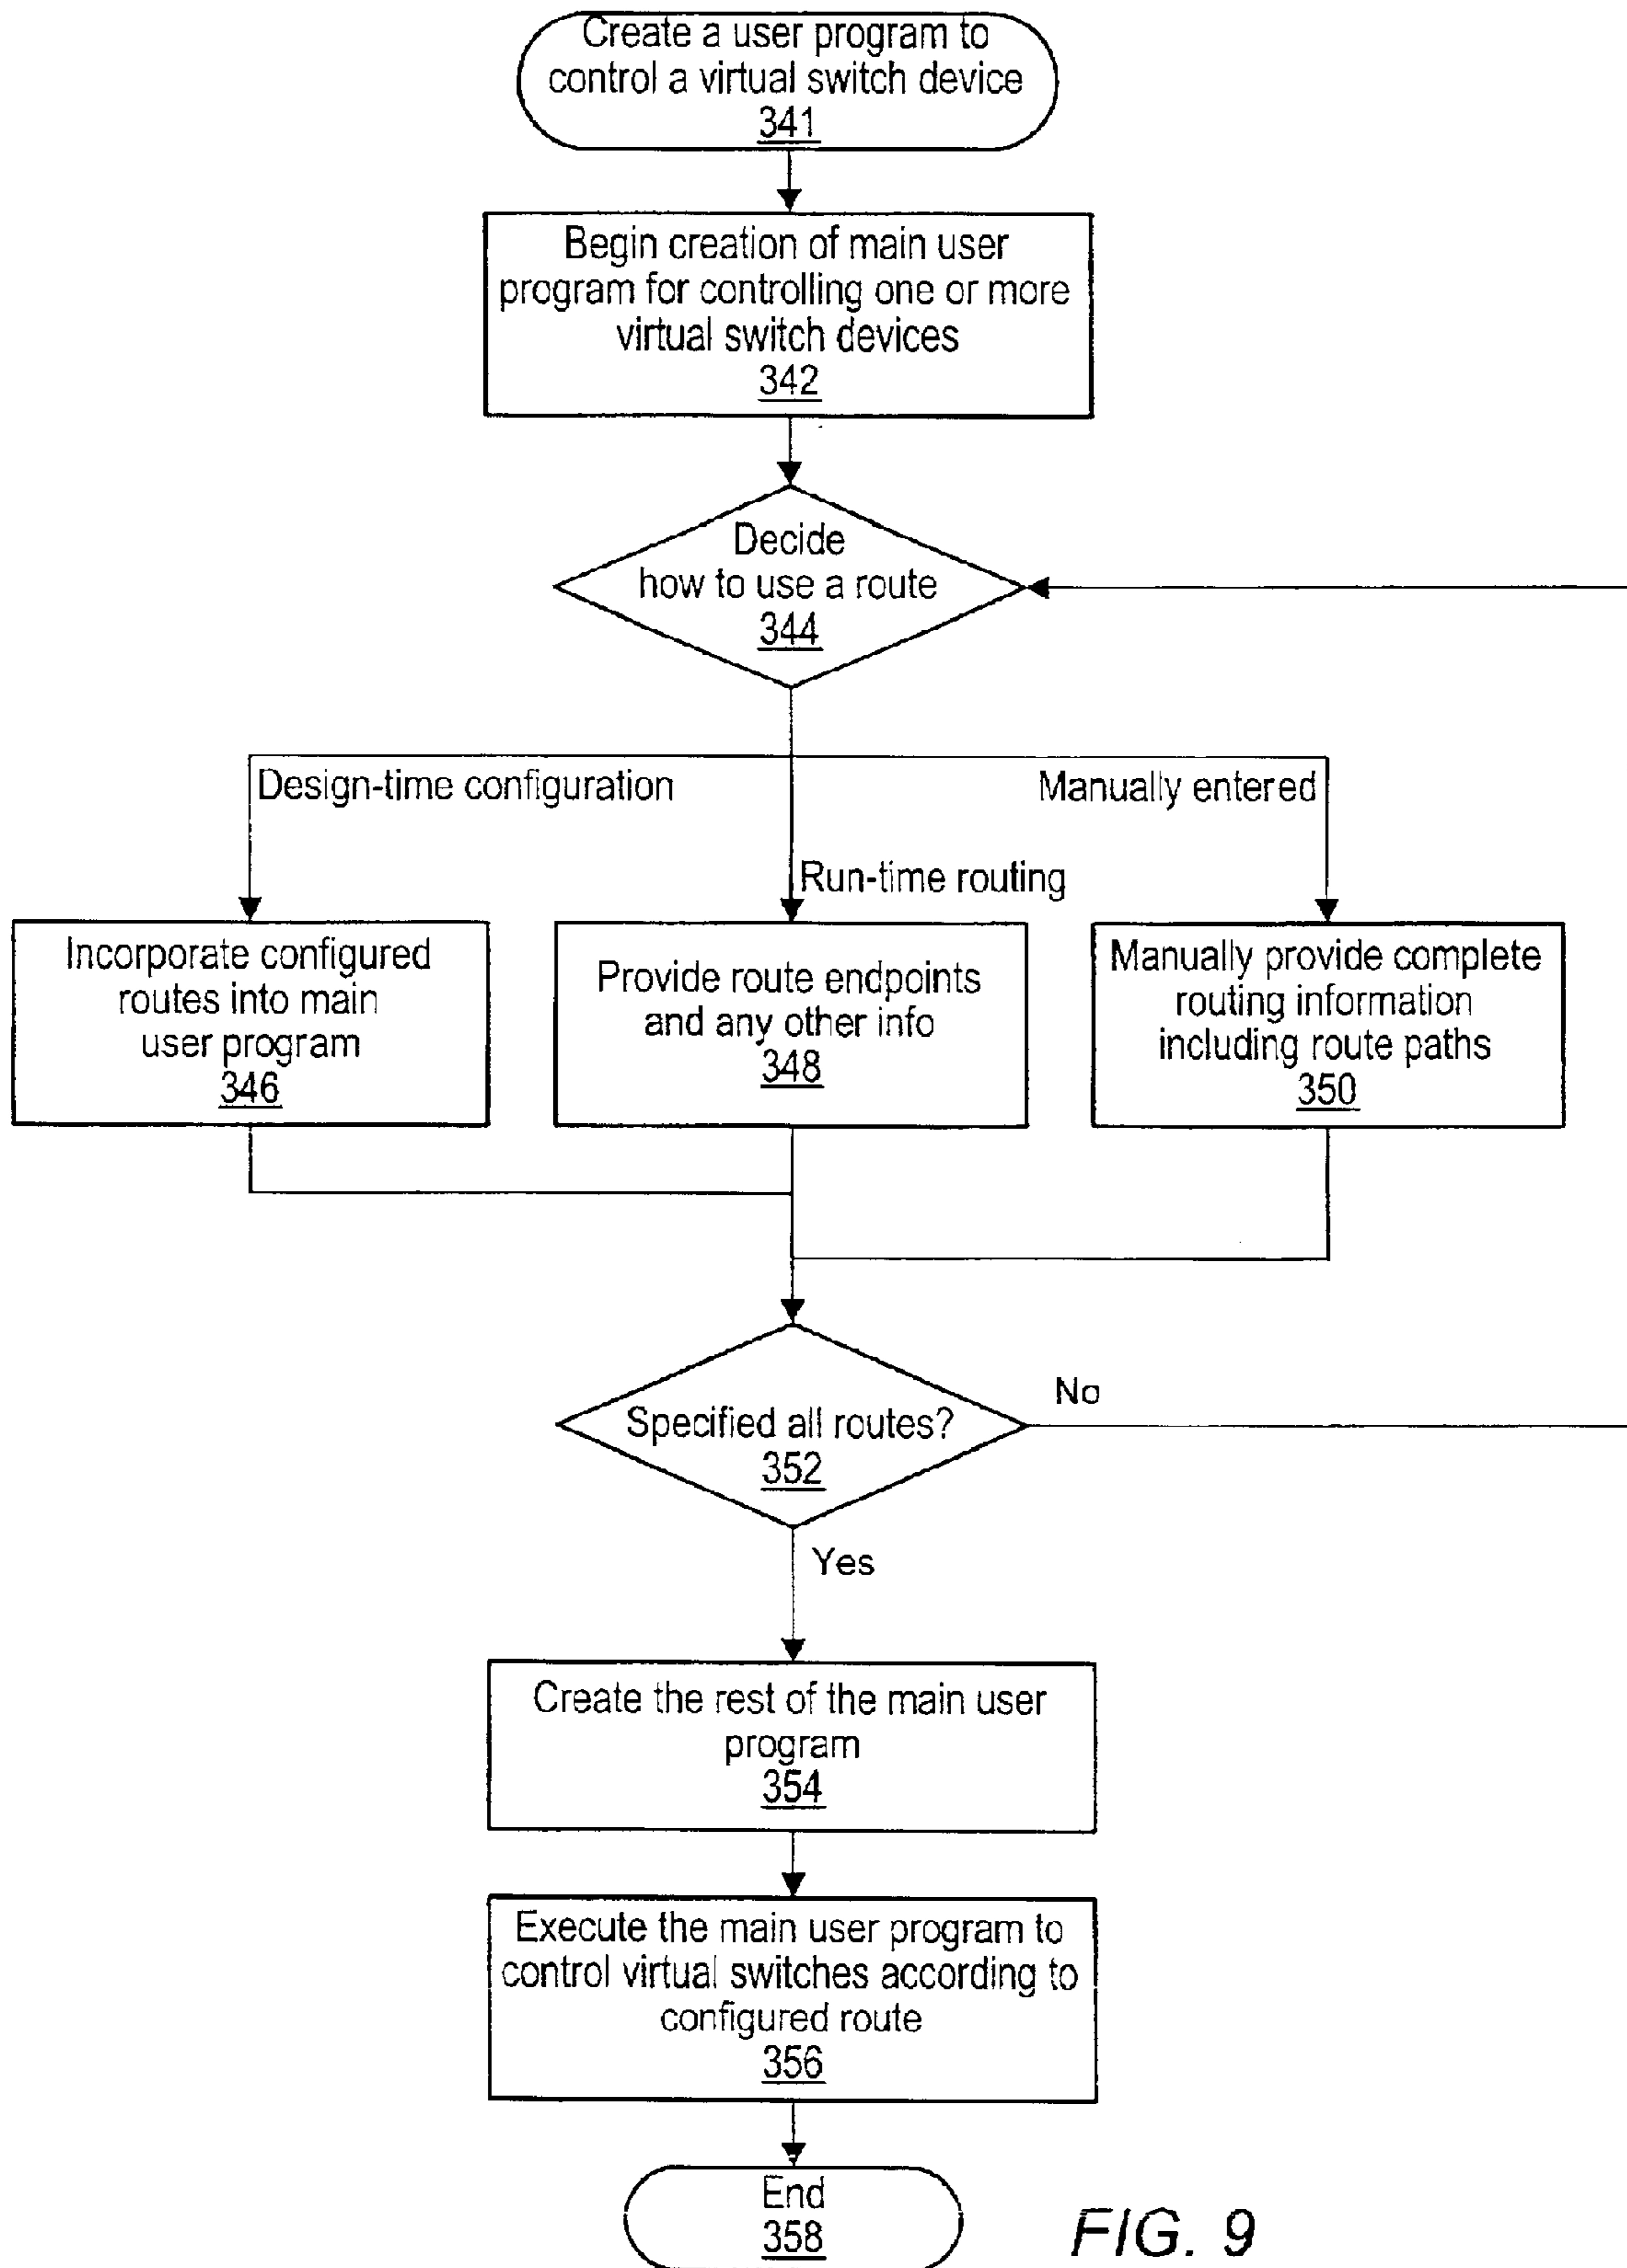 Create a user program to
control a virtual switch device
341
Begin creation of main user
program for controlling one or more
virtual switch devices
342
Decide
how to use a route
344
Design-time configuration
Manually entered
Run-time routing
Incorporate configured
routes into main
user program
346
Provide route endpoints
and any other info
348
Manually provide complete
routing information
including route paths
350
Specified all routes?
352
No
Yes
Create the rest of the main user
program
354
Execute the main user program to
control virtual switches according to
configured route
356
End
358
FIG. 9